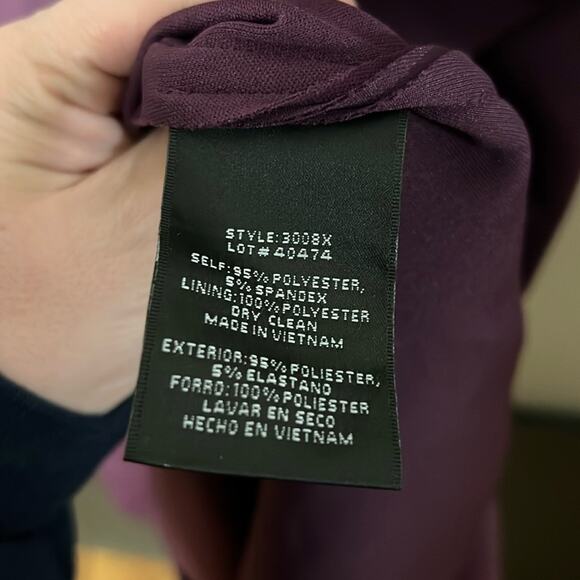 STYLE:3008X
LOT#40474
SELF:95%POLYESTER,
5%SPANDEX
LINING:100%POLYESTER
DRY CLEAN
MADE IN VIETNAM
EXTERIOR:95%POLIESTER,
5%ELASTANO
FORRO:100%POLIESTER
LAVAR EN SECO
HECHO EN VIETNAM